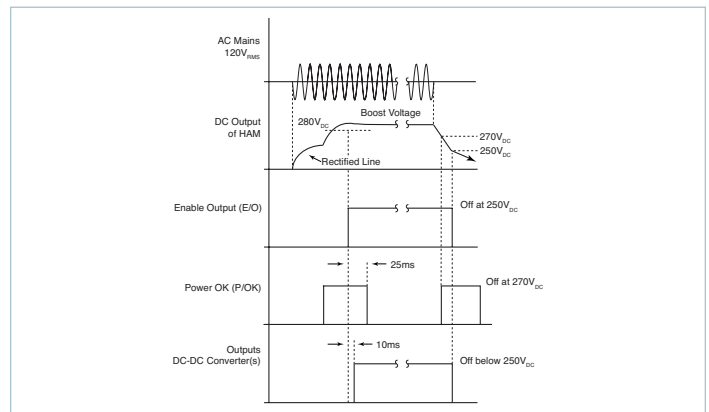 AC Mains
120V_RMS
DC Output
of HAM
280V_DC
Boost Voltage
270V_DC
250V_DC
Rectified Line
Enable Output (E/O)
Off at 250V_DC
25ms
Power OK (P/OK)
Off at 270V_DC
10ms
Outputs
DC-DC Converter(s)
Off below 250V_DC